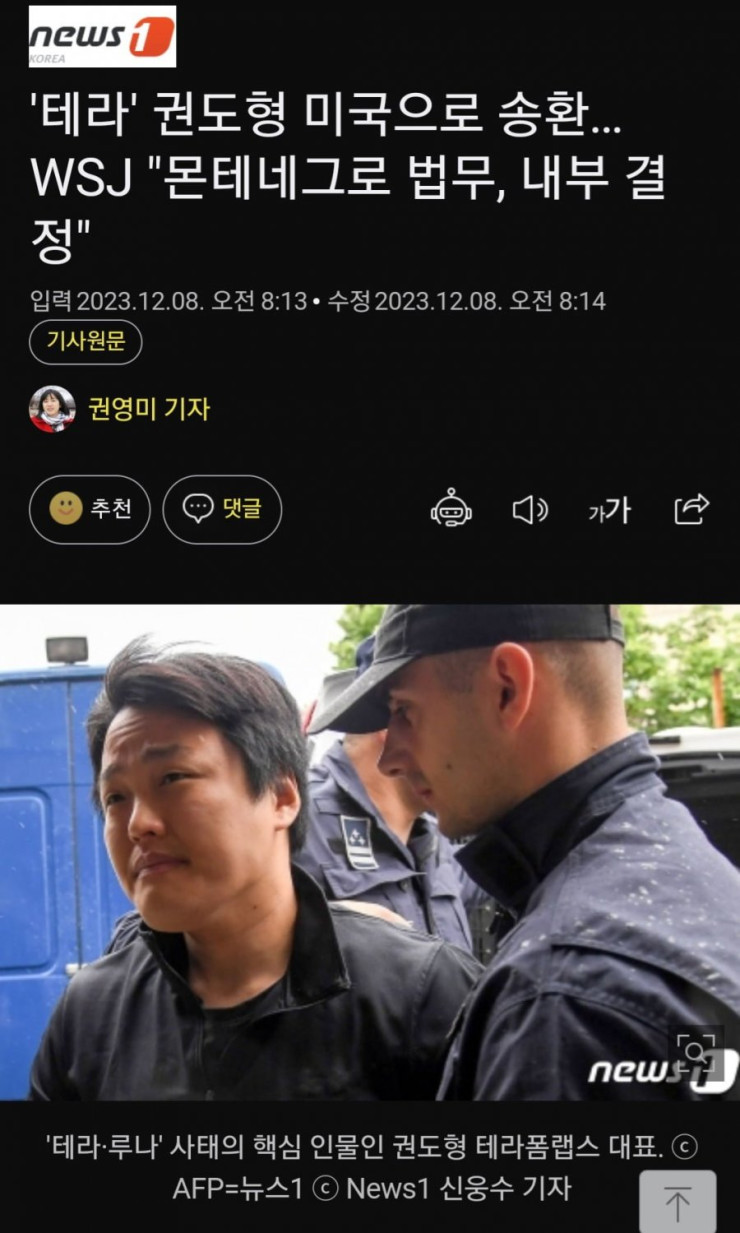 news1
KOREA
'테라' 권도형 미국으로 송환…
WSJ "몬테네그로 법무, 내부 결
정"
입력 2023.12.08. 오전 8:13 • 수정 2023.12.08. 오전 8:14
기사원문
권영미 기자
추천 댓글 가가
news1
'테라·루나' 사태의 핵심 인물인 권도형 테라폼랩스 대표. ⓒ
AFP=뉴스1 ⓒ News1 신웅수 기자